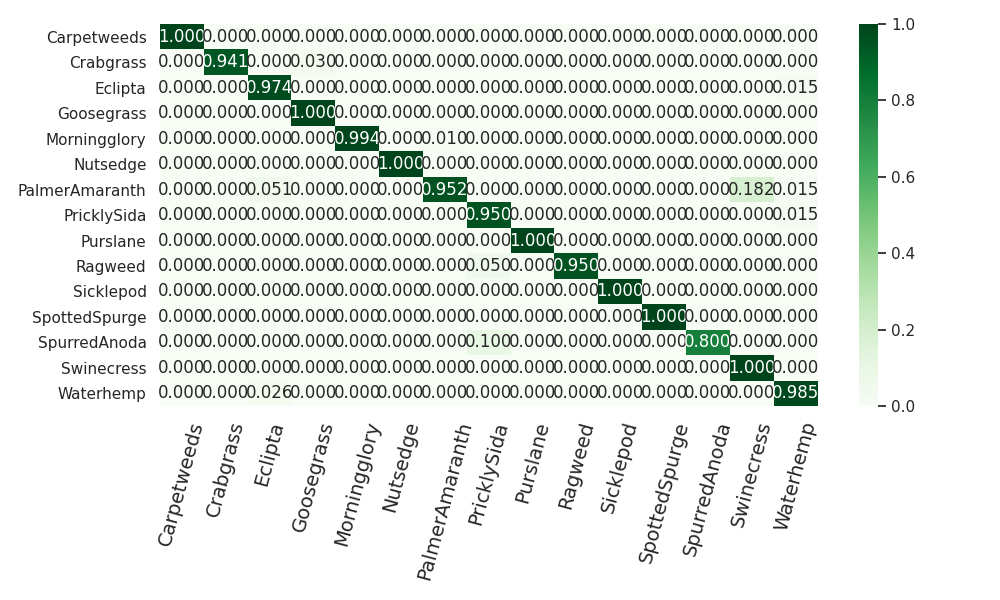 Carpetweeds 1.000 0.000 0.000 0.000 0.000 0.000 0.000 0.000 0.000 0.000 0.000 0.000 0.000 0.000 0.000
Crabgrass 0.000 0.941 0.000 0.030 0.000 0.000 0.000 0.000 0.000 0.000 0.000 0.000 0.000 0.000 0.000
Eclipta 0.000 0.000 0.974 0.000 0.000 0.000 0.000 0.000 0.000 0.000 0.000 0.000 0.000 0.000 0.015
Goosegrass 0.000 0.000 0.000 1.000 0.000 0.000 0.000 0.000 0.000 0.000 0.000 0.000 0.000 0.000 0.000
Morningglory 0.000 0.000 0.000 0.000 0.994 0.000 0.010 0.000 0.000 0.000 0.000 0.000 0.000 0.000 0.000
Nutsedge 0.000 0.000 0.000 0.000 0.000 1.000 0.000 0.000 0.000 0.000 0.000 0.000 0.000 0.000 0.000
PalmerAmaranth 0.000 0.000 0.051 0.000 0.000 0.000 0.952 0.000 0.000 0.000 0.000 0.000 0.000 0.182 0.015
PricklySida 0.000 0.000 0.000 0.000 0.000 0.000 0.000 0.950 0.000 0.000 0.000 0.000 0.000 0.000 0.015
Purslane 0.000 0.000 0.000 0.000 0.000 0.000 0.000 0.000 1.000 0.000 0.000 0.000 0.000 0.000 0.000
Ragweed 0.000 0.000 0.000 0.000 0.000 0.000 0.000 0.050 0.000 0.950 0.000 0.000 0.000 0.000 0.000
Sicklepod 0.000 0.000 0.000 0.000 0.000 0.000 0.000 0.000 0.000 0.000 1.000 0.000 0.000 0.000 0.000
SpottedSpurge 0.000 0.000 0.000 0.000 0.000 0.000 0.000 0.000 0.000 0.000 0.000 1.000 0.000 0.000 0.000
SpurredAnoda 0.000 0.000 0.000 0.000 0.000 0.000 0.000 0.100 0.000 0.000 0.000 0.000 0.800 0.000 0.000
Swinecress 0.000 0.000 0.000 0.000 0.000 0.000 0.000 0.000 0.000 0.000 0.000 0.000 0.000 1.000 0.000
Waterhemp 0.000 0.000 0.026 0.000 0.000 0.000 0.000 0.000 0.000 0.000 0.000 0.000 0.000 0.000 0.985
Carpetweeds
Crabgrass
Eclipta
Goosegrass
Morningglory
Nutsedge
PalmerAmaranth
PricklySida
Purslane
Ragweed
Sicklepod
SpottedSpurge
SpurredAnoda
Swinecress
Waterhemp
1.0
0.8
0.6
0.4
0.2
0.0